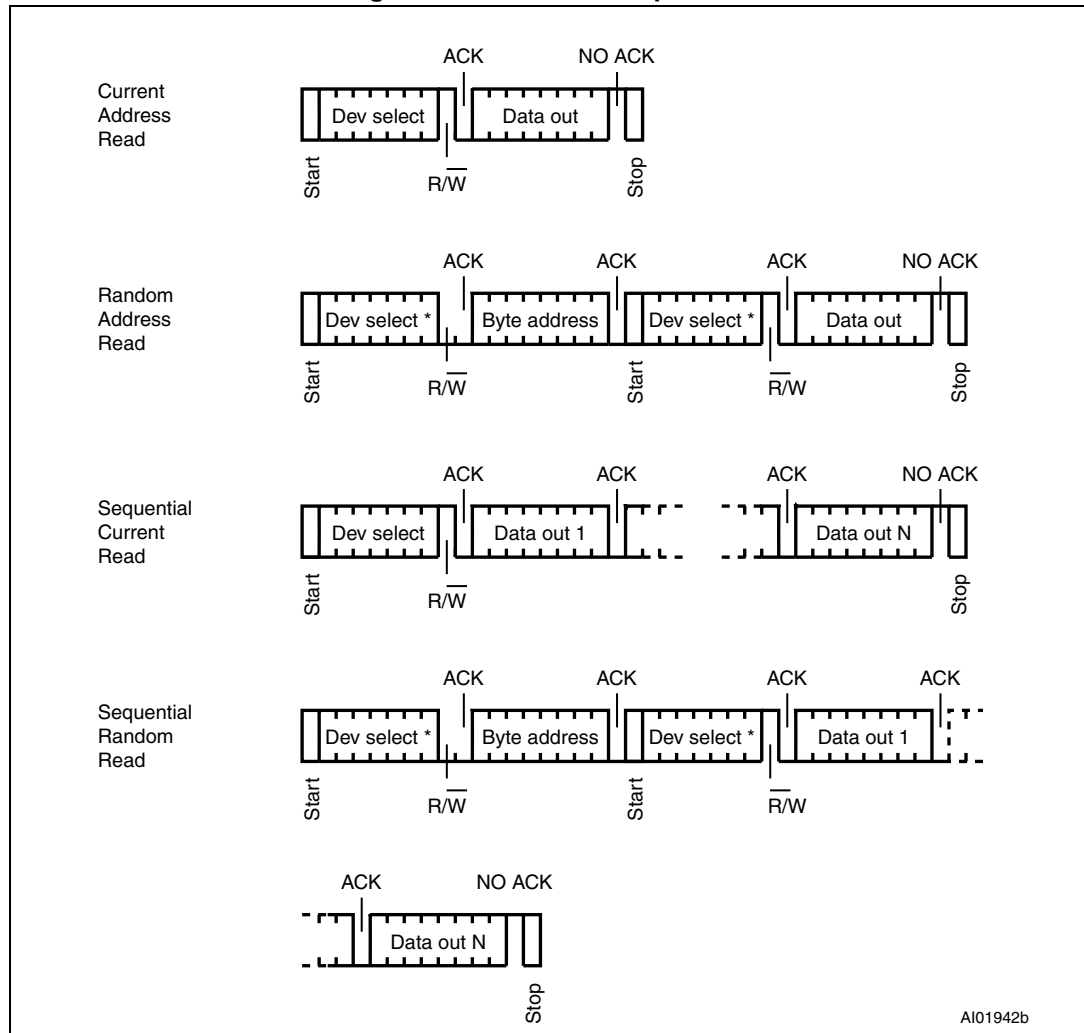 ACK NO ACK
Current
Address
Read
Dev select Data out
Start R/W̅ Stop
ACK ACK ACK NO ACK
Random
Address
Read
Dev select * Byte address Dev select * Data out
Start R/W̅ Start R̅/W Stop
ACK ACK ACK NO ACK
Sequential
Current
Read
Dev select Data out 1 Data out N
Start R/W̅ Stop
ACK ACK ACK ACK
Sequential
Random
Read
Dev select * Byte address Dev select * Data out 1
Start R/W̅ Start R̅/W
ACK NO ACK
Data out N
Stop
AI01942b